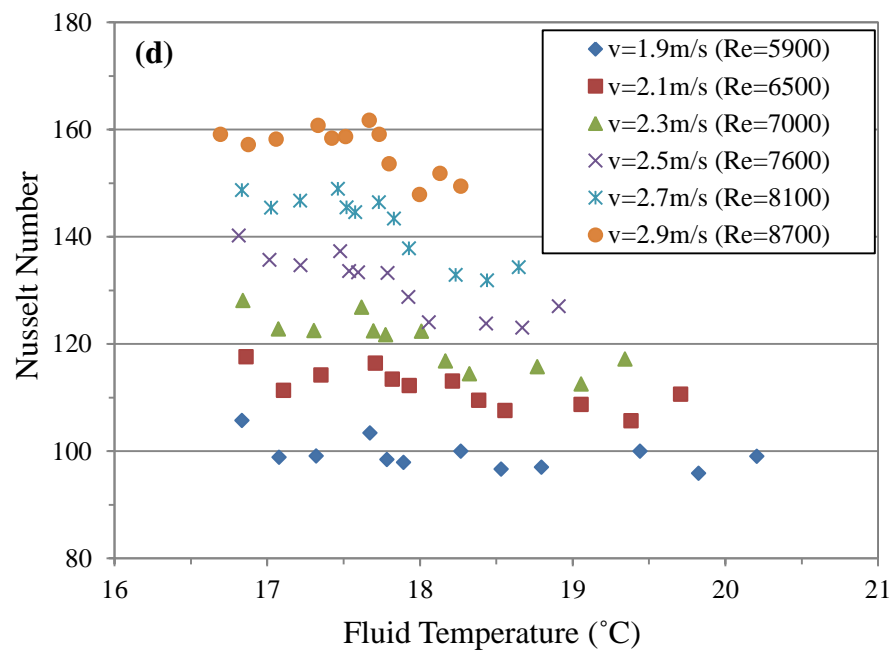 180
(d)
v=1.9m/s (Re=5900)
v=2.1m/s (Re=6500)
v=2.3m/s (Re=7000)
v=2.5m/s (Re=7600)
v=2.7m/s (Re=8100)
v=2.9m/s (Re=8700)
160
140
120
100
80
Nusselt Number
16 17 18 19 20 21
Fluid Temperature (˚C)